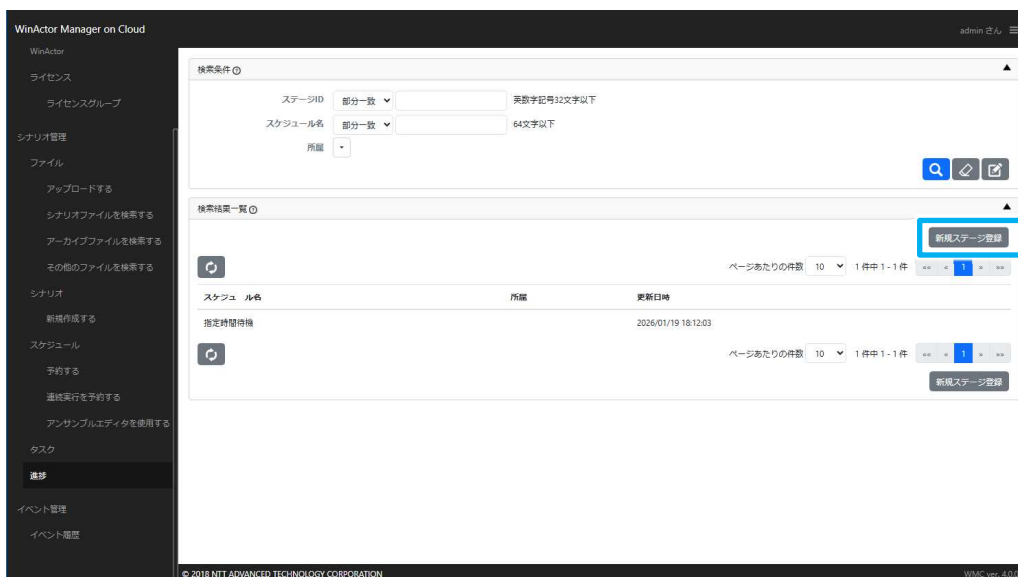 WinActor Manager on Cloud
admin さん
WinActor
ライセンス
ライセンスグループ
シナリオ管理
ファイル
アップロードする
シナリオファイルを検索する
アーカイブファイルを検索する
その他のファイルを検索する
シナリオ
新規作成する
スケジュール
予約する
連続実行を予約する
アンサンブルエディタを使用する
タスク
進捗
イベント管理
イベント履歴
検索条件
ステージID 部分一致 英数字記号32文字以下
スケジュール名 部分一致 64文字以下
所属
検索結果一覧
新規ステージ登録
ページあたりの件数 10 1 件中 1 - 1 件 «« « 1 » »»
スケジュ ール名 所属 更新日時
指定時間待機 2026/01/19 18:12:03
ページあたりの件数 10 1 件中 1 - 1 件 «« « 1 » »»
新規ステージ登録
© 2018 NTT ADVANCED TECHNOLOGY CORPORATION
WMC ver. 4.0.0